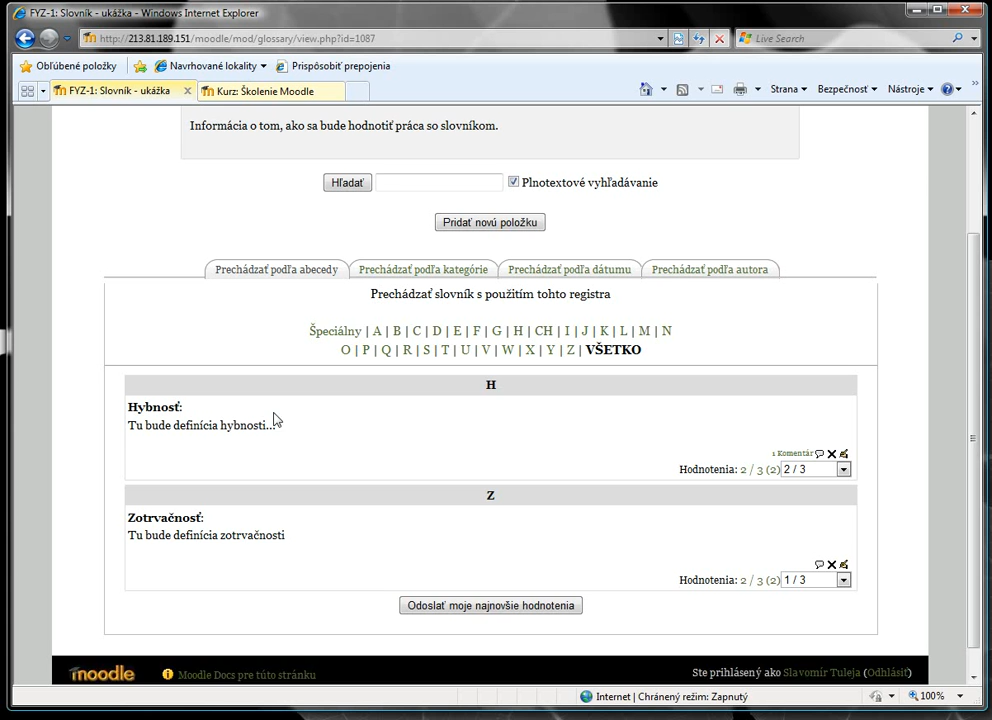 FYZ-1: Slovník - ukážka - Windows Internet Explorer
http://213.81.189.151/moodle/mod/glossary/view.php?id=1087
Live Search
Obľúbené položky
Navrhované lokality
Prispôsobiť prepojenia
FYZ-1: Slovník - ukážka
Kurz: Školenie Moodle
Strana
Bezpečnosť
Nástroje
Informácia o tom, ako sa bude hodnotiť práca so slovníkom.
Hľadať
Plnotextové vyhľadávanie
Pridať novú položku
Prechádzať podľa abecedy
Prechádzať podľa kategórie
Prechádzať podľa dátumu
Prechádzať podľa autora
Prechádzať slovník s použitím tohto registra
Špeciálny | A | B | C | D | E | F | G | H | CH | I | J | K | L | M | N
O | P | Q | R | S | T | U | V | W | X | Y | Z | VŠETKO
H
Hybnosť:
Tu bude definícia hybnosti...
1 Komentár
Hodnotenia: 2 / 3 (2) 2 / 3
Z
Zotrvačnosť:
Tu bude definícia zotrvačnosti
Hodnotenia: 2 / 3 (2) 1 / 3
Odoslať moje najnovšie hodnotenia
moodle
Moodle Docs pre túto stránku
Ste prihlásený ako Slavomír Tuleja (Odhlásiť)
Internet | Chránený režim: Zapnutý
100%